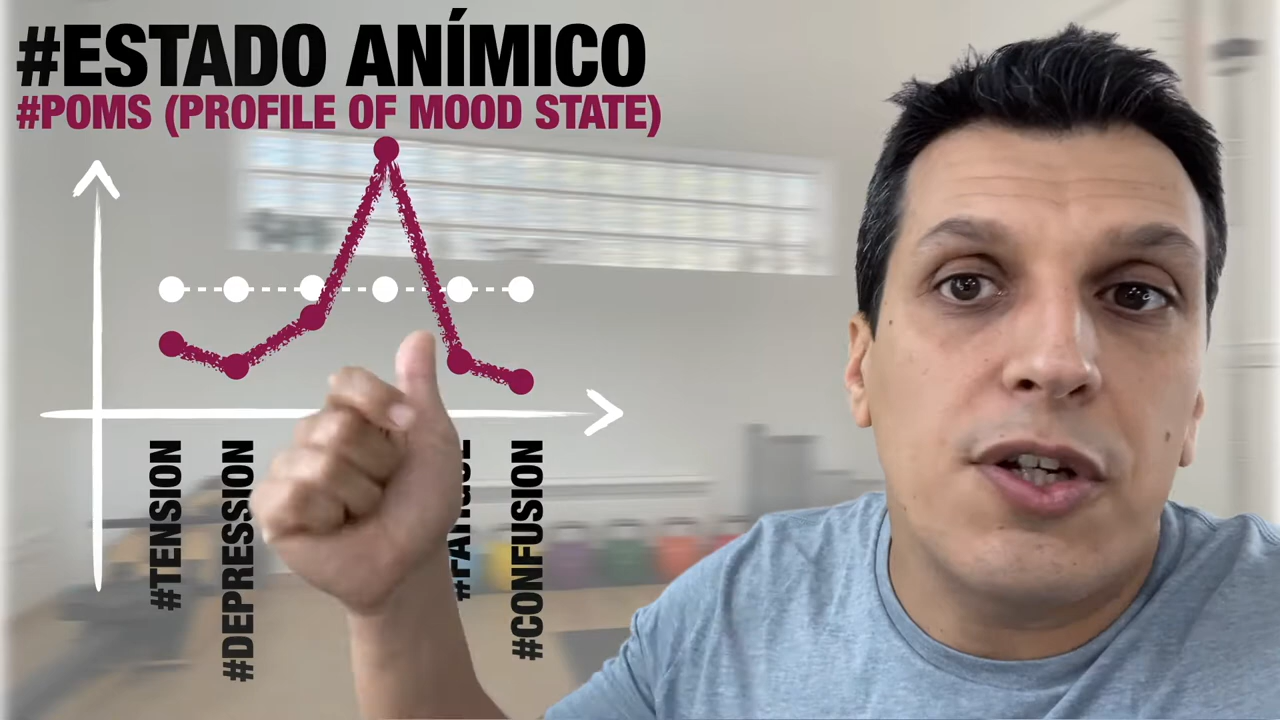 #ESTADO ANÍMICO
#POMS (PROFILE OF MOOD STATE)
#TENSION
#DEPRESSION
#CONFUSION